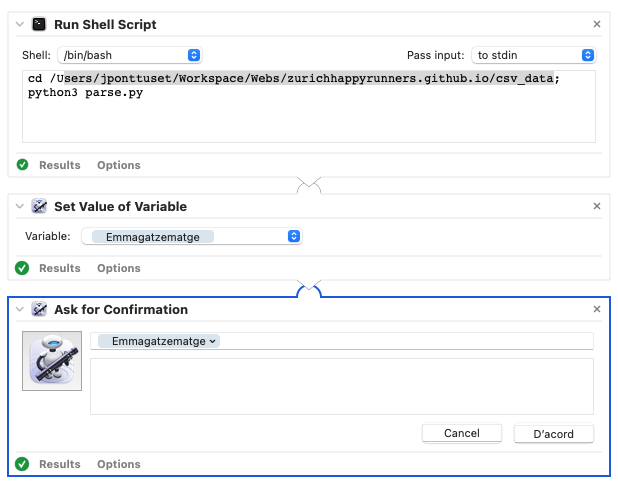 Run Shell Script
Shell: /bin/bash Pass input: to stdin
cd /Users/jponttuset/Workspace/Webs/zurichhappyrunners.github.io/csv_data;
python3 parse.py
Results Options
Set Value of Variable
Variable: Emmagatzematge
Results Options
Ask for Confirmation
Emmagatzematge
Cancel D'acord
Results Options